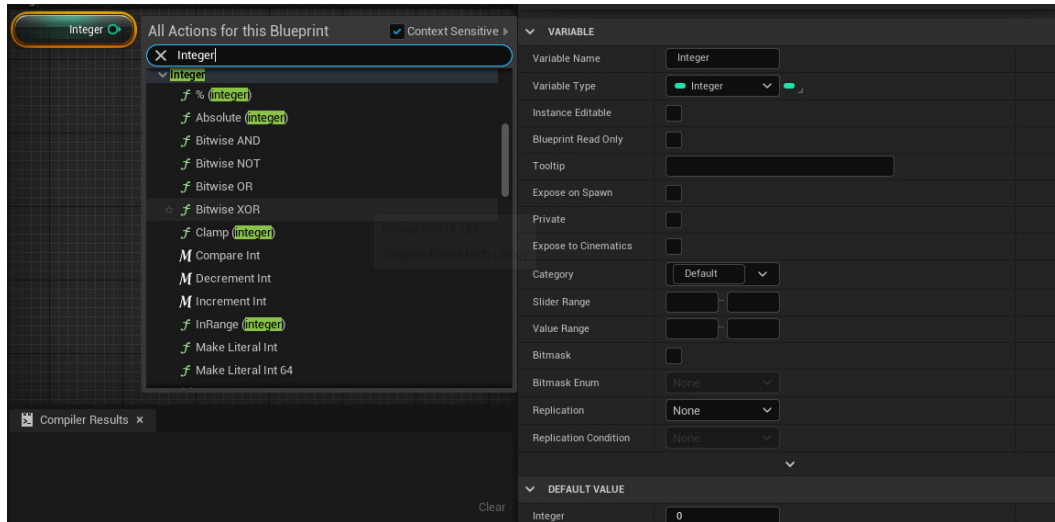 Integer
All Actions for this Blueprint
Context Sensitive
Integer
Integer
% (integer)
Absolute (integer)
Bitwise AND
Bitwise NOT
Bitwise OR
Bitwise XOR
Clamp (integer)
Compare Int
Decrement Int
Increment Int
InRange (integer)
Make Literal Int
Make Literal Int 64
Bitwise XOR (A ^ B)
Compiler Results
Clear
VARIABLE
Variable Name Integer
Variable Type Integer
Instance Editable
Blueprint Read Only
Tooltip
Expose on Spawn
Private
Expose to Cinematics
Category Default
Slider Range
Value Range
Bitmask
Bitmask Enum None
Replication None
Replication Condition None
DEFAULT VALUE
Integer 0